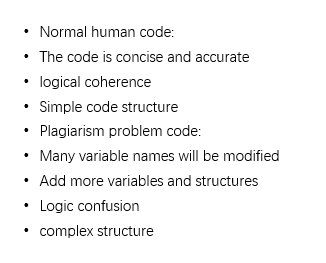 • Normal human code:
• The code is concise and accurate
• logical coherence
• Simple code structure
• Plagiarism problem code:
• Many variable names will be modified
• Add more variables and structures
• Logic confusion
• complex structure